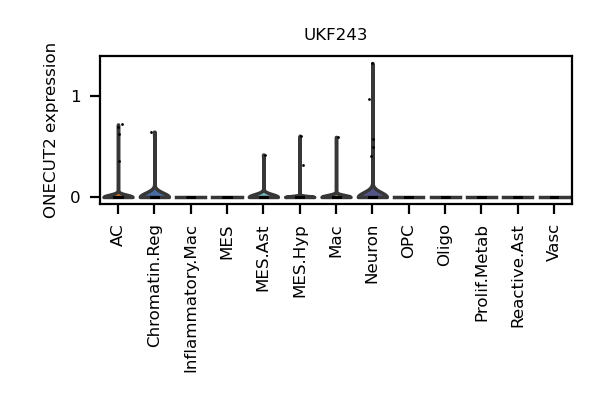 UKF243
ONECUT2 expression
1
0
AC
Chromatin.Reg
Inflammatory.Mac
MES
MES.Ast
MES.Hyp
Mac
Neuron
OPC
Oligo
Prolif.Metab
Reactive.Ast
Vasc